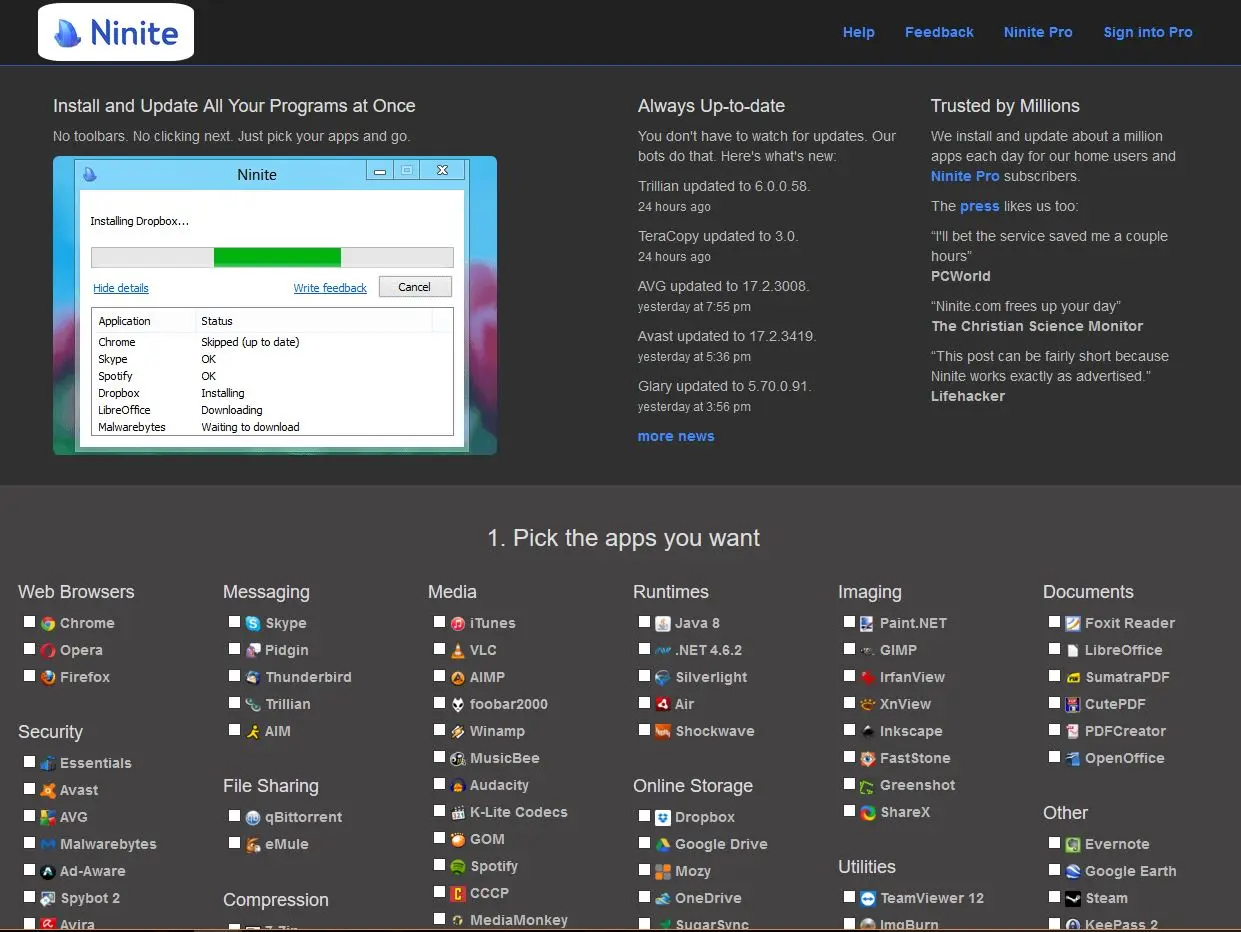 Ninite
Help
Feedback
Ninite Pro
Sign into Pro
Install and Update All Your Programs at Once
No toolbars. No clicking next. Just pick your apps and go.
Ninite
Installing Dropbox...
Hide details
Write feedback
Cancel
Application Status
Chrome Skipped (up to date)
Skype OK
Spotify OK
Dropbox Installing
LibreOffice Downloading
Malwarebytes Waiting to download
Always Up-to-date
You don't have to watch for updates. Our
bots do that. Here's what's new:
Trillian updated to 6.0.0.58.
24 hours ago
TeraCopy updated to 3.0.
24 hours ago
AVG updated to 17.2.3008.
yesterday at 7:55 pm
Avast updated to 17.2.3419.
yesterday at 5:36 pm
Glary updated to 5.70.0.91.
yesterday at 3:56 pm
more news
Trusted by Millions
We install and update about a million
apps each day for our home users and
Ninite Pro subscribers.
The press likes us too:
“I'll bet the service saved me a couple
hours”
PCWorld
“Ninite.com frees up your day”
The Christian Science Monitor
“This post can be fairly short because
Ninite works exactly as advertised.”
Lifehacker
1. Pick the apps you want
Web Browsers
Chrome
Opera
Firefox
Security
Essentials
Avast
AVG
Malwarebytes
Ad-Aware
Spybot 2
Avira
Messaging
Skype
Pidgin
Thunderbird
Trillian
AIM
File Sharing
qBittorrent
eMule
Compression
7-Zip
Media
iTunes
VLC
AIMP
foobar2000
Winamp
MusicBee
Audacity
K-Lite Codecs
GOM
Spotify
CCCP
MediaMonkey
Runtimes
Java 8
.NET 4.6.2
Silverlight
Air
Shockwave
Online Storage
Dropbox
Google Drive
Mozy
OneDrive
SugarSync
Imaging
Paint.NET
GIMP
IrfanView
XnView
Inkscape
FastStone
Greenshot
ShareX
Utilities
TeamViewer 12
ImgBurn
Documents
Foxit Reader
LibreOffice
SumatraPDF
CutePDF
PDFCreator
OpenOffice
Other
Evernote
Google Earth
Steam
KeePass 2